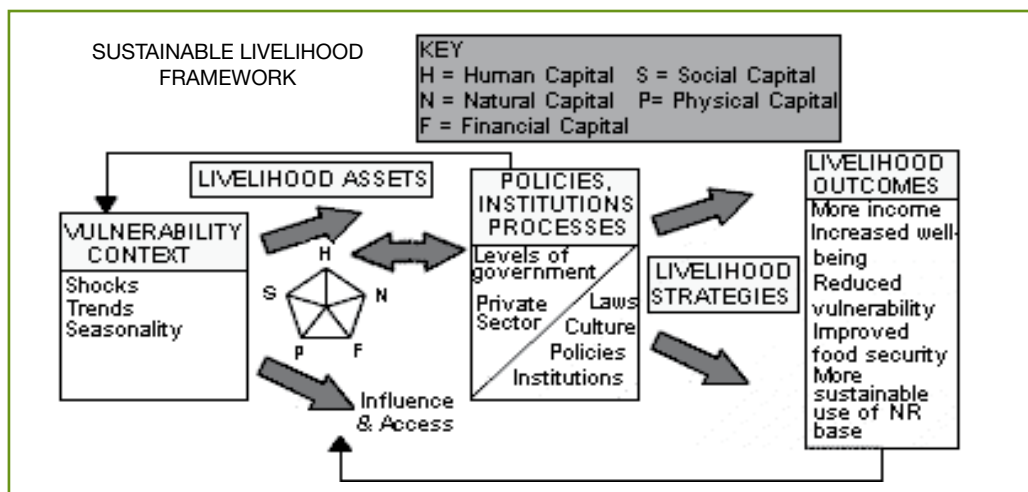 SUSTAINABLE LIVELIHOOD
FRAMEWORK
KEY
H = Human Capital S = Social Capital
N = Natural Capital P= Physical Capital
F = Financial Capital
LIVELIHOOD ASSETS
VULNERABILITY
CONTEXT
Shocks
Trends
Seasonality
H
S
N
P
F
Influence
& Access
POLICIES,
INSTITUTIONS
PROCESSES
Levels of
government
Private
Sector
Laws
Culture
Policies
Institutions
LIVELIHOOD
STRATEGIES
LIVELIHOOD
OUTCOMES
More income
Increased well-
being
Reduced
vulnerability
Improved
food security
More
sustainable
use of NR
base